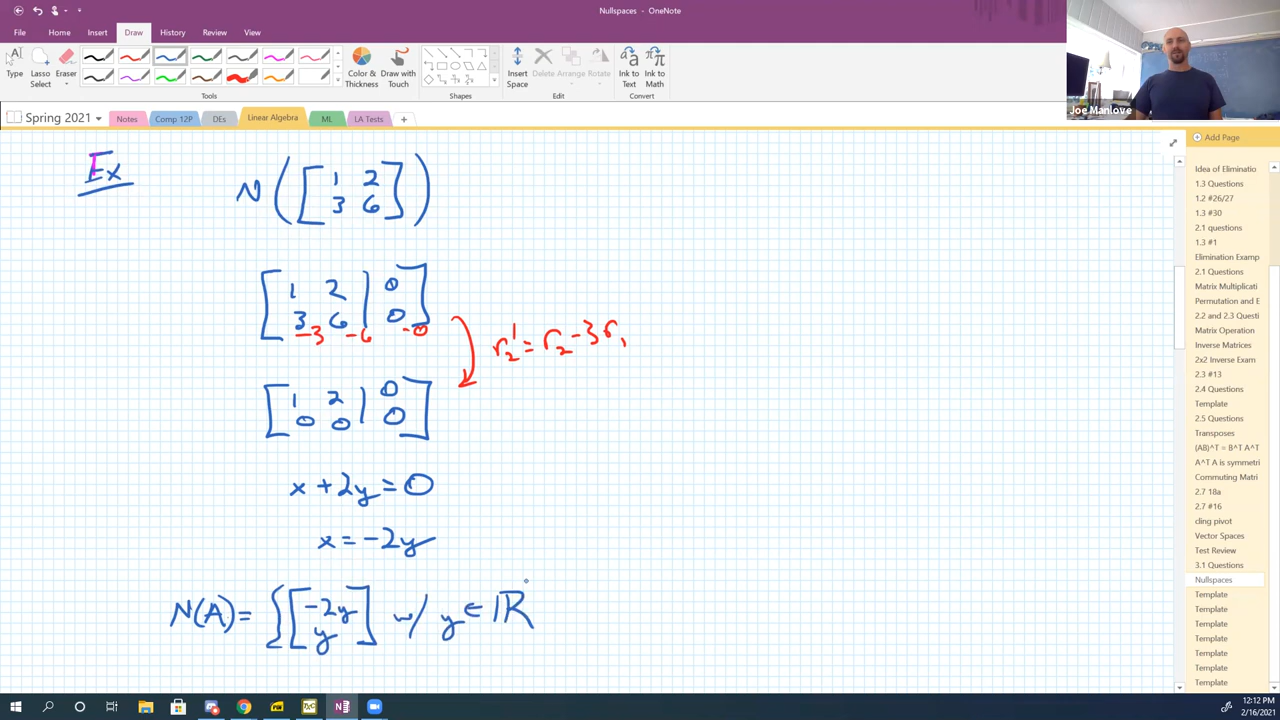 Nullspaces - OneNote
File Home Insert Draw History Review View
Type
Lasso Select
Eraser
Color & Thickness
Draw with Touch
Insert Space
Delete Arrange Rotate
Ink to Text
Ink to Math
Tools
Shapes
Edit
Convert
Joe Manlove
Spring 2021
Notes Comp 12P DEs Linear Algebra ML LA Tests +
Ex
N([1 2
3 6])
[1 2 | 0
3 6 | 0]
-3 -6 -0
r₂' = r₂ - 3r₁
[1 2 | 0
0 0 | 0]
x + 2y = 0
x = -2y
N(A) = {[-2y
y] w/ y ∈ ℝ
Add Page
Idea of Eliminatio
1.3 Questions
1.2 #26/27
1.3 #30
2.1 questions
1.3 #1
Elimination Examp
2.1 Questions
Matrix Multiplicati
Permutation and E
2.2 and 2.3 Questi
Matrix Operation
Inverse Matrices
2x2 Inverse Exam
2.3 #13
2.4 Questions
Template
2.5 Questions
Transposes
(AB)^T = B^T A^T
A^T A is symmetri
Commuting Matri
2.7 18a
2.7 #16
cling pivot
Vector Spaces
Test Review
3.1 Questions
Nullspaces
Template
Template
Template
Template
Template
Template
Template
12:12 PM
2/16/2021